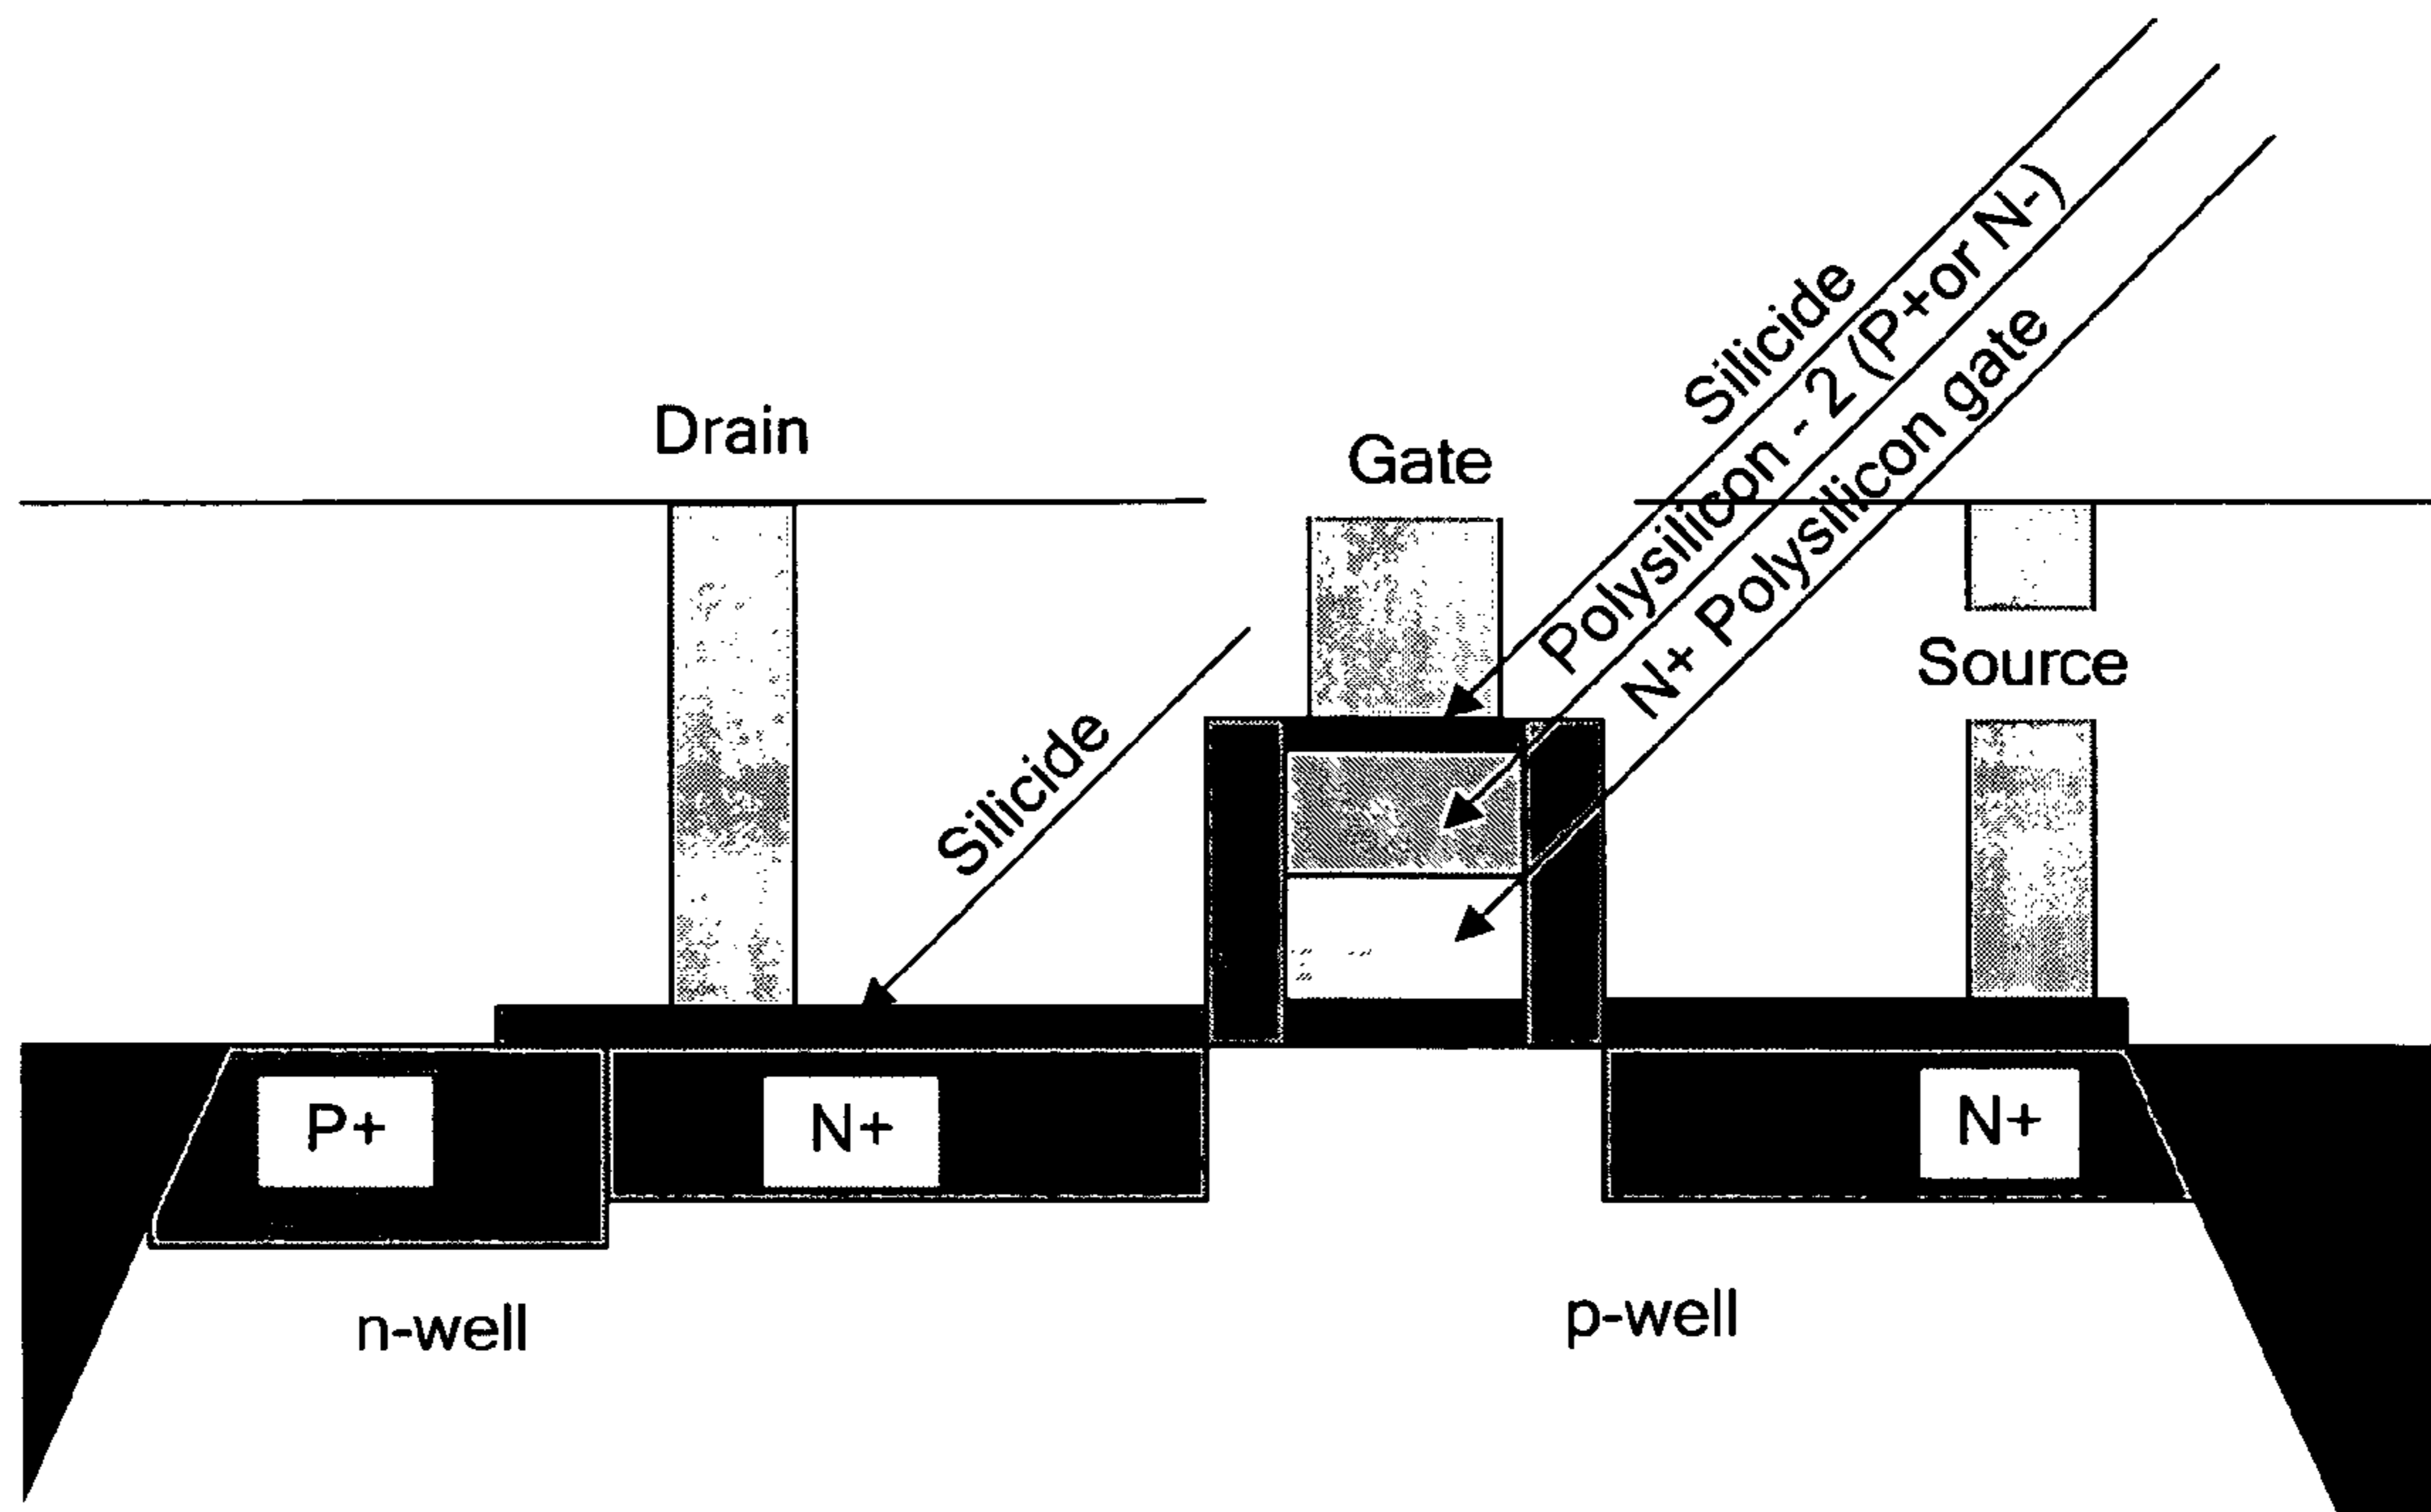 Silicide
Polysilicon - 2 (P+or N-)
N+ Polysilicon gate
Drain
Gate
Source
Silicide
P+
N+
N+
n-well
p-well